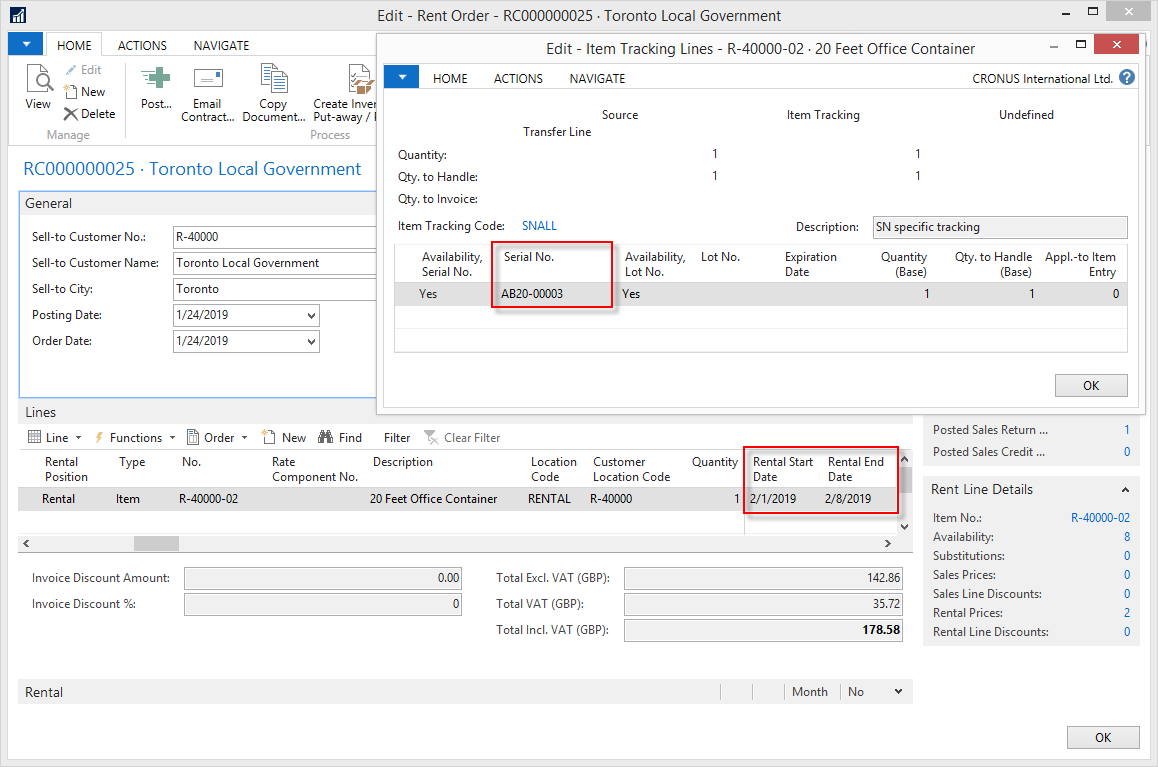 Edit - Rent Order - RC000000025 · Toronto Local Government
HOME ACTIONS NAVIGATE
View
Edit
New
Delete
Manage
Post...
Email Contract...
Copy Document...
Create Inver
Put-away / I
Process
RC000000025 · Toronto Local Government
General
Sell-to Customer No.: R-40000
Sell-to Customer Name: Toronto Local Government
Sell-to City: Toronto
Posting Date: 1/24/2019
Order Date: 1/24/2019
Edit - Item Tracking Lines - R-40000-02 · 20 Feet Office Container
HOME ACTIONS NAVIGATE CRONUS International Ltd. ?
Source Item Tracking Undefined
Transfer Line
Quantity: 1 1
Qty. to Handle: 1 1
Qty. to Invoice:
Item Tracking Code: SNALL Description: SN specific tracking
Availability, Serial No. Serial No. Availability, Lot No. Lot No. Expiration Date Quantity (Base) Qty. to Handle (Base) Appl.-to Item Entry
Yes AB20-00003 Yes 1 1 0
OK
Lines
Line Functions Order New Find Filter Clear Filter
Rental Position Type No. Rate Component No. Description Location Code Customer Location Code Quantity Rental Start Date Rental End Date
Rental Item R-40000-02 20 Feet Office Container RENTAL R-40000 1 2/1/2019 2/8/2019
Invoice Discount Amount: 0.00 Total Excl. VAT (GBP): 142.86
Invoice Discount %: 0 Total VAT (GBP): 35.72
Total Incl. VAT (GBP): 178.58
Rental Month No
Posted Sales Return ... 1
Posted Sales Credit ... 0
Rent Line Details
Item No.: R-40000-02
Availability: 8
Substitutions: 0
Sales Prices: 0
Sales Line Discounts: 0
Rental Prices: 2
Rental Line Discounts: 0
OK